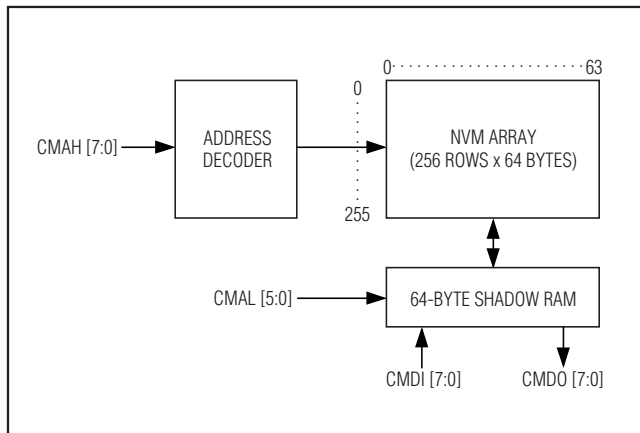 0 63
0
ADDRESS
DECODER
NVM ARRAY
(256 ROWS x 64 BYTES)
CMAH [7:0]
255
CMAL [5:0]
64-BYTE SHADOW RAM
CMDI [7:0]
CMDO [7:0]